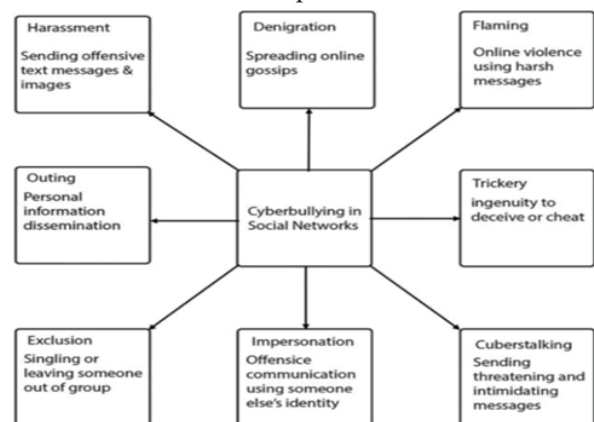 Harassment
Sending offensive
text messages &
images
Denigration
Spreading online
gossips
Flaming
Online violence
using harsh
messages
Outing
Personal
information
dissemination
Cyberbullying in
Social Networks
Trickery
ingenuity to
deceive or cheat
Exclusion
Singling or
leaving someone
out of group
Impersonation
Offensice
communication
using someone
else's identity
Cuberstalking
Sending
threatening and
intimidating
messages